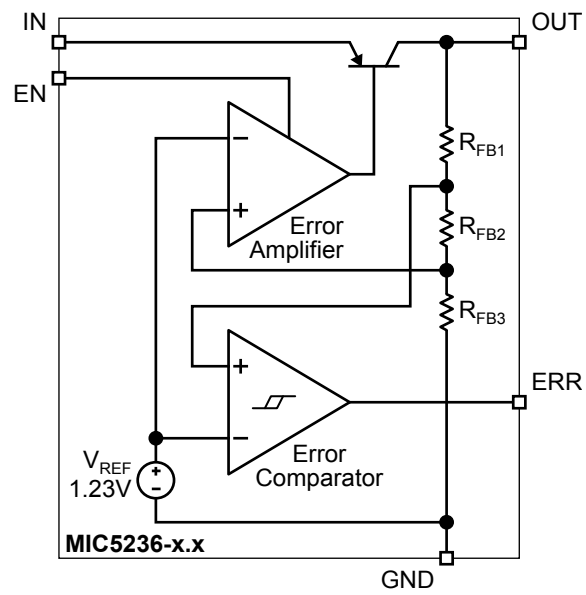 IN
OUT
EN
R_FB1
−
+
Error
Amplifier
R_FB2
R_FB3
+
ERR
−
Error
Comparator
V_REF
1.23V
+
−
MIC5236-x.x
GND